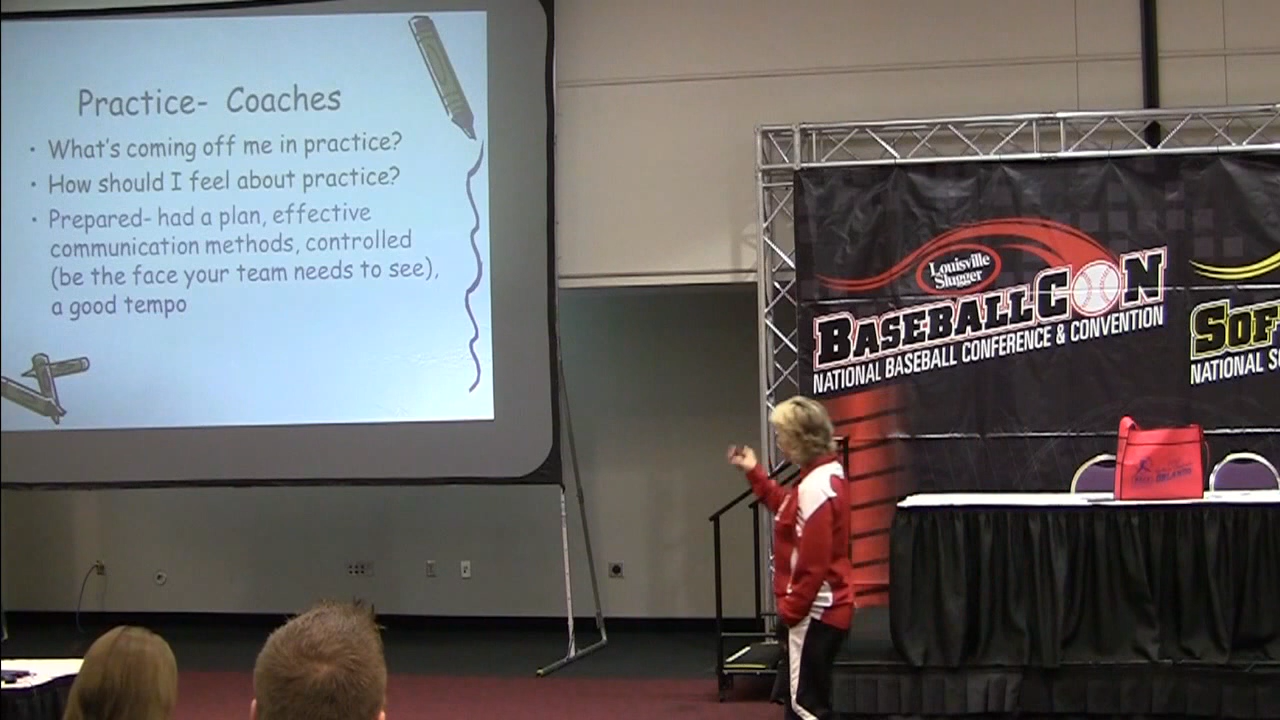 Practice- Coaches
• What's coming off me in practice?
• How should I feel about practice?
• Prepared- had a plan, effective
communication methods, controlled
(be the face your team needs to see),
a good tempo
Louisville
Slugger
BASEBALLCON
NATIONAL BASEBALL CONFERENCE & CONVENTION
SOF
NATIONAL S